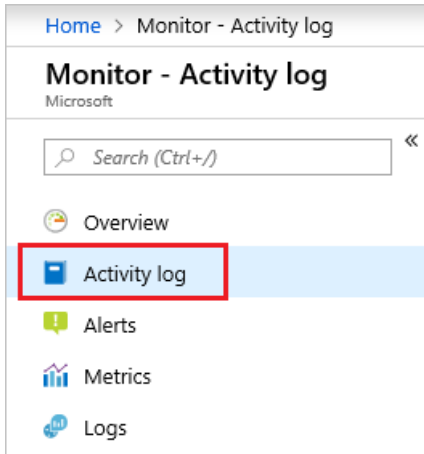 Home > Monitor - Activity log
Monitor - Activity log
Microsoft
Search (Ctrl+/)
«
Overview
Activity log
Alerts
Metrics
Logs